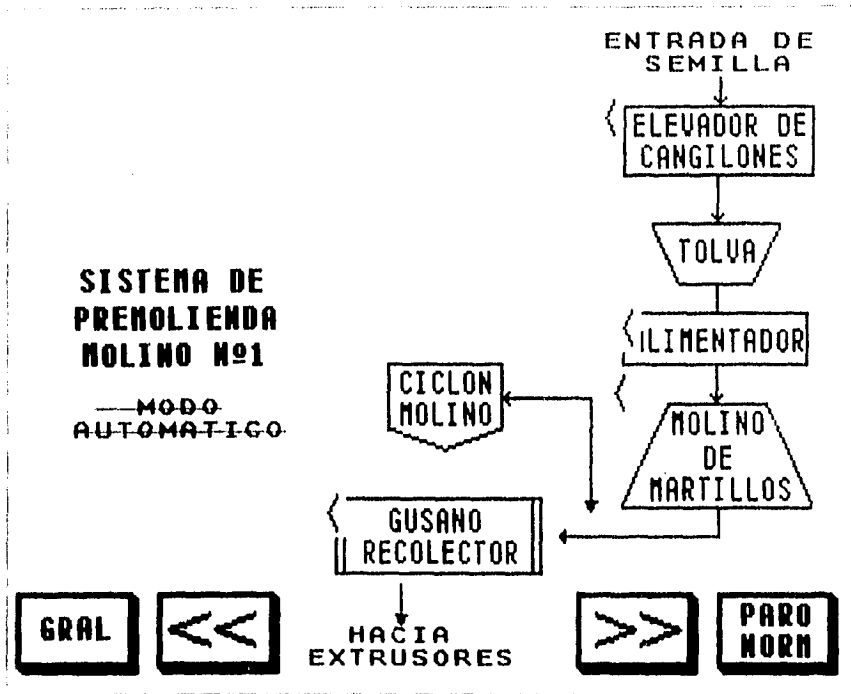 ENTRADA DE
SEMILLA
ELEVADOR DE
CANGILONES
TOLVA
SISTEMA DE
PREMOLIENDA
MOLINO Nº1
MODO
AUTOMATICO
ILIMENTADOR
CICLON
MOLINO
MOLINO
DE
MARTILLOS
GUSANO
RECOLECTOR
GRAL
<<
HACIA
EXTRUSORES
>>
PARO
NORM